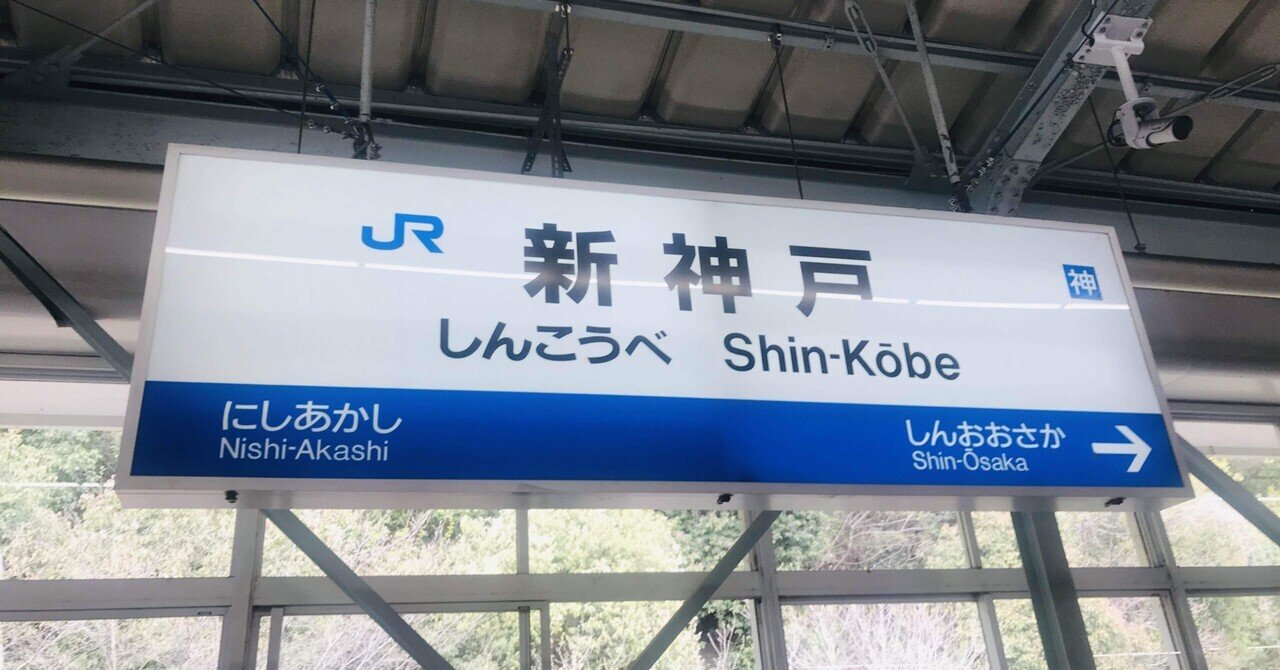 JR 新神戸 神
しんこうべ Shin-Kōbe
にしあかし しんおおさか →
Nishi-Akashi Shin-Ōsaka